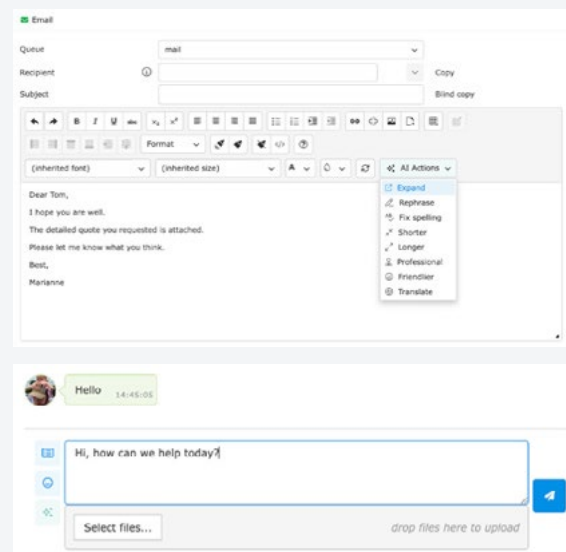 Email
Queue mail
Recipient Copy
Subject Blind copy
B I U abc x₂ x²
Format
(inherited font) (inherited size) A AI Actions
Expand
Rephrase
Fix spelling
Shorter
Longer
Professional
Friendlier
Translate
Dear Tom,
I hope you are well.
The detailed quote you requested is attached.
Please let me know what you think.
Best,
Marianne
Hello 14:45:05
Hi, how can we help today?
Select files... drop files here to upload